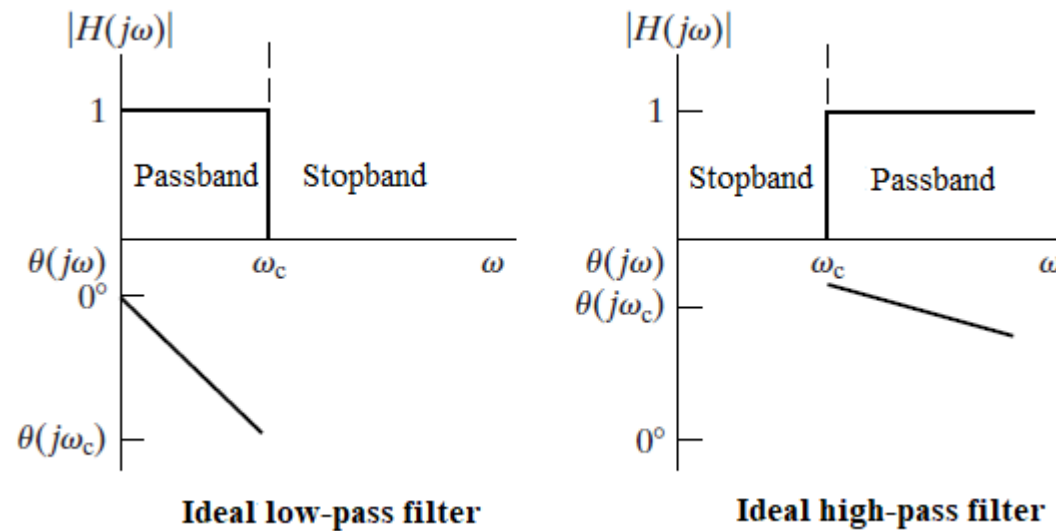 |H(jω)|
1
Passband
Stopband
θ(jω)
ω_c
ω
0°
θ(jω_c)
Ideal low-pass filter
|H(jω)|
1
Stopband
Passband
θ(jω)
ω_c
ω
θ(jω_c)
0°
Ideal high-pass filter